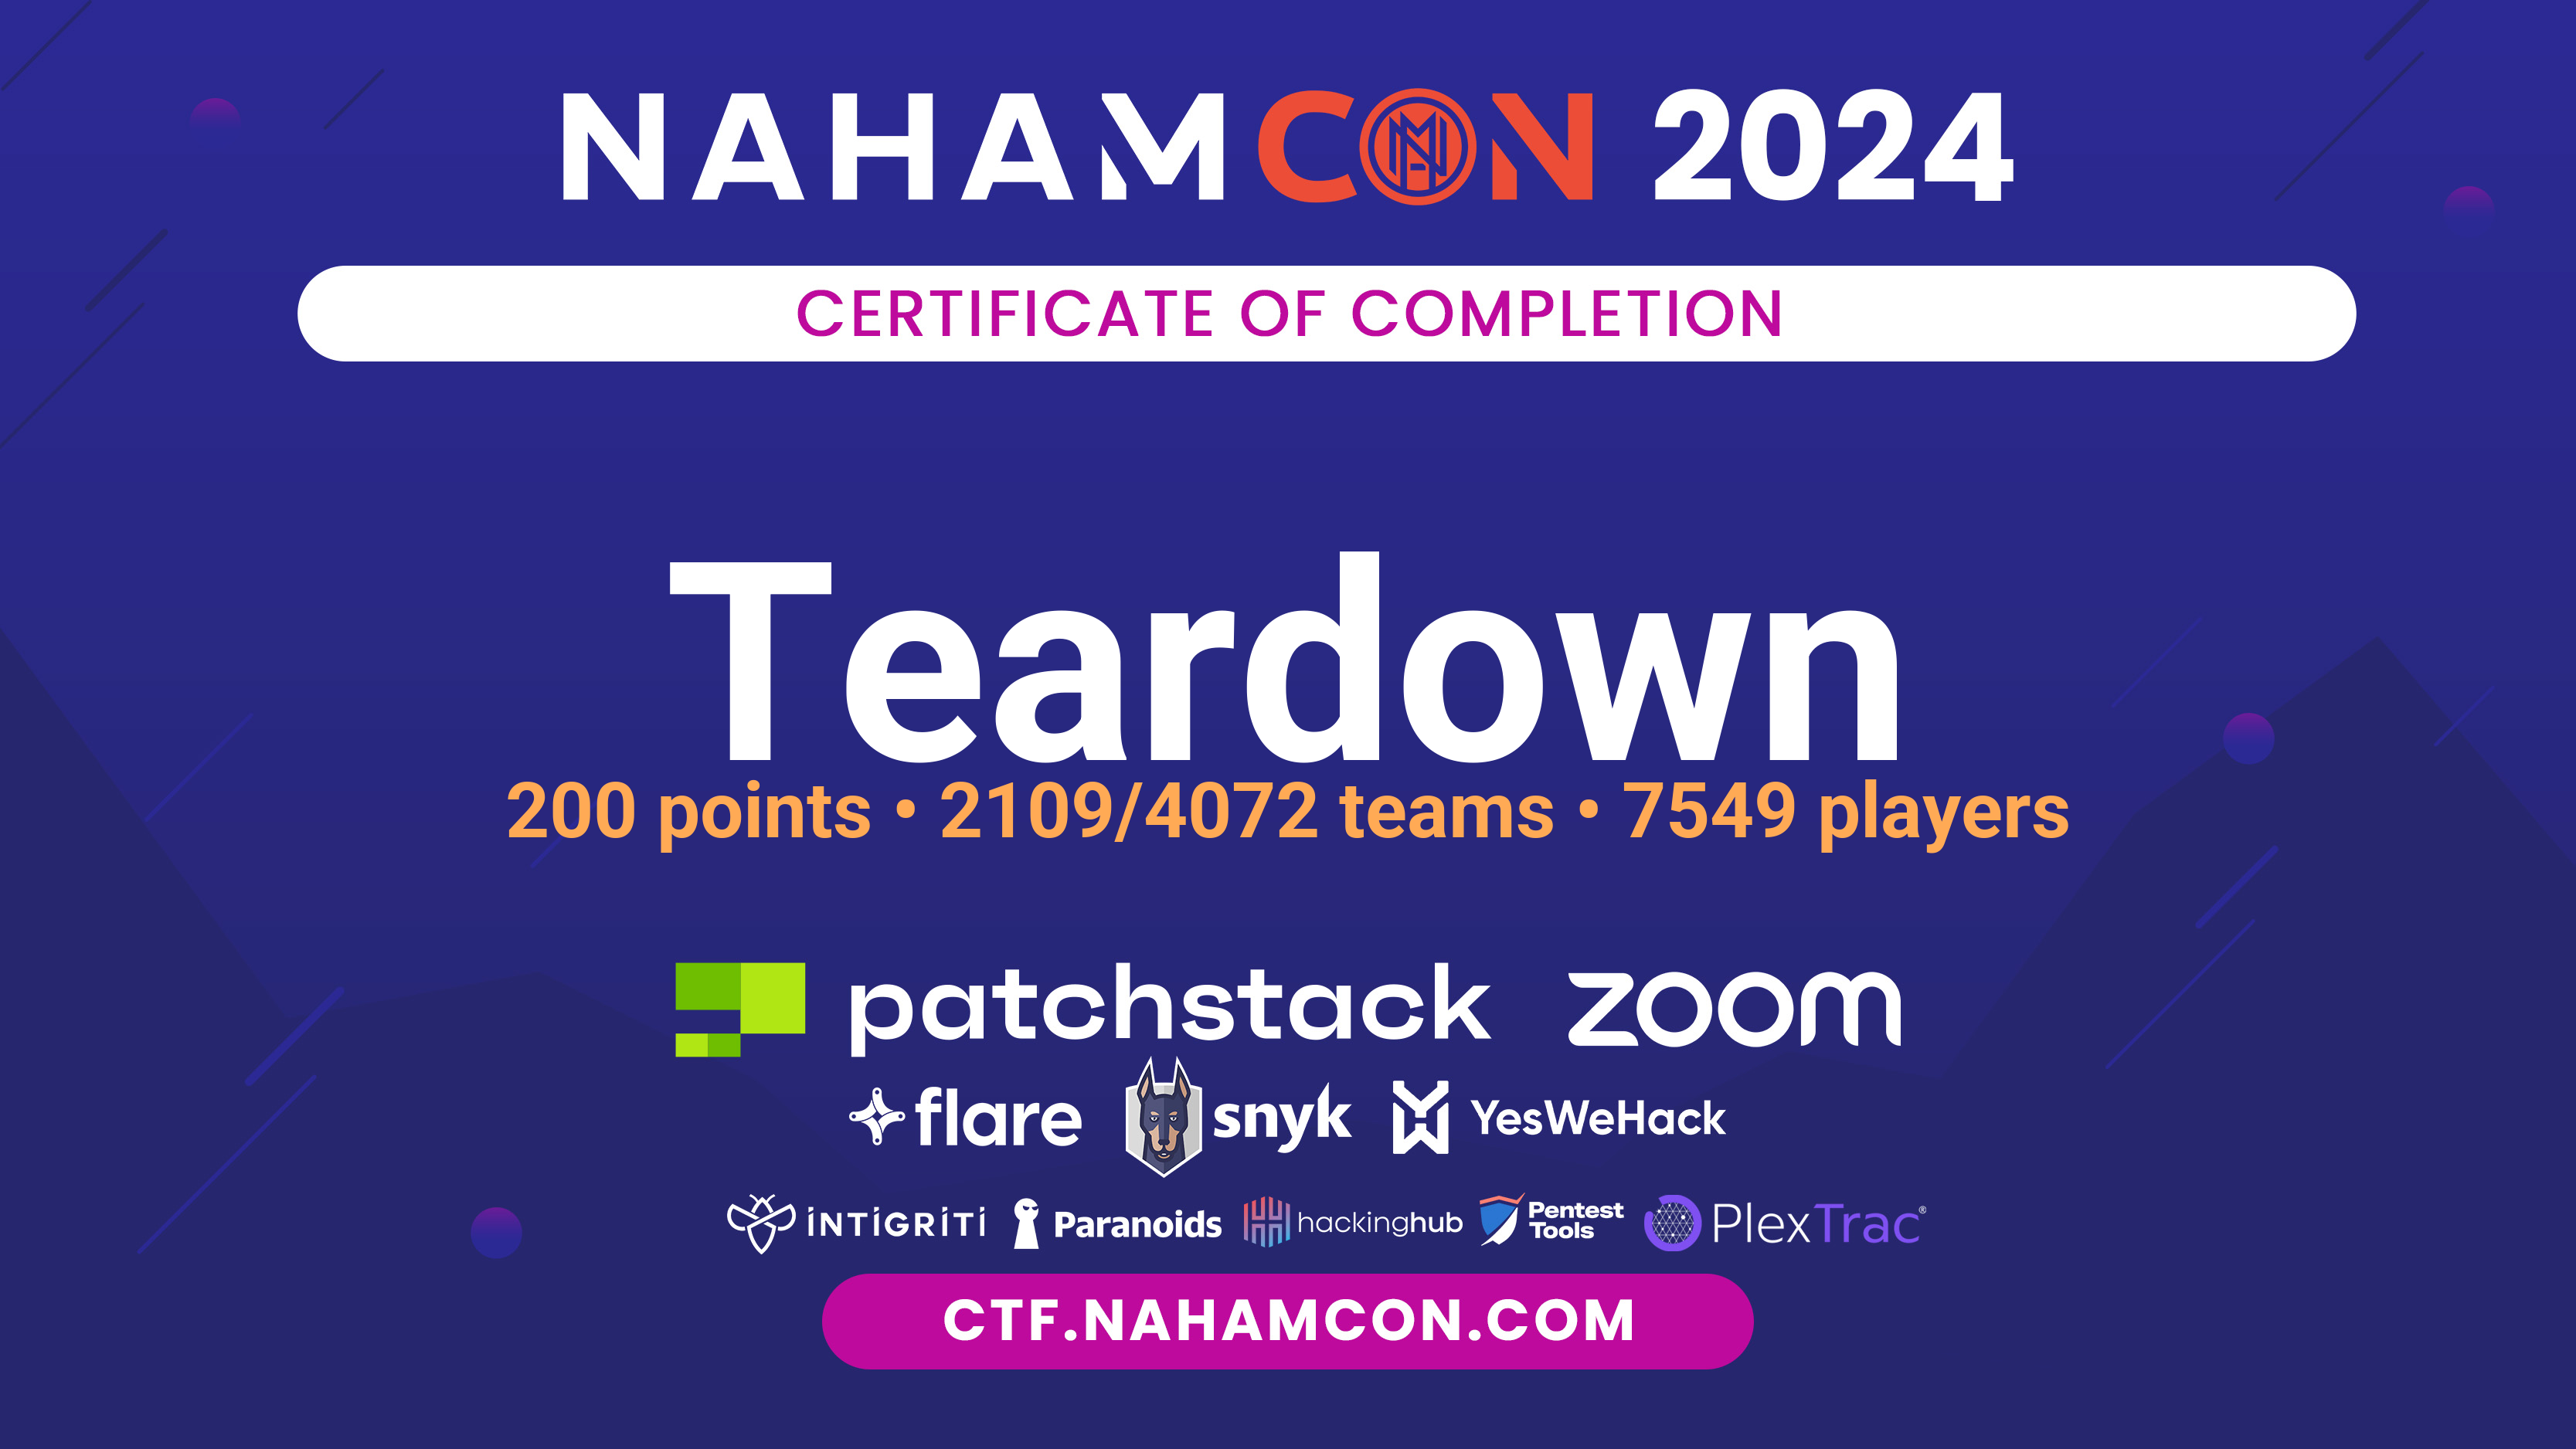 NAHAMCON 2024
CERTIFICATE OF COMPLETION
Teardown
200 points • 2109/4072 teams • 7549 players
patchstack zoom
flare snyk YesWeHack
INTIGRITI Paranoids hackinghub Pentest Tools PlexTrac®
CTF.NAHAMCON.COM